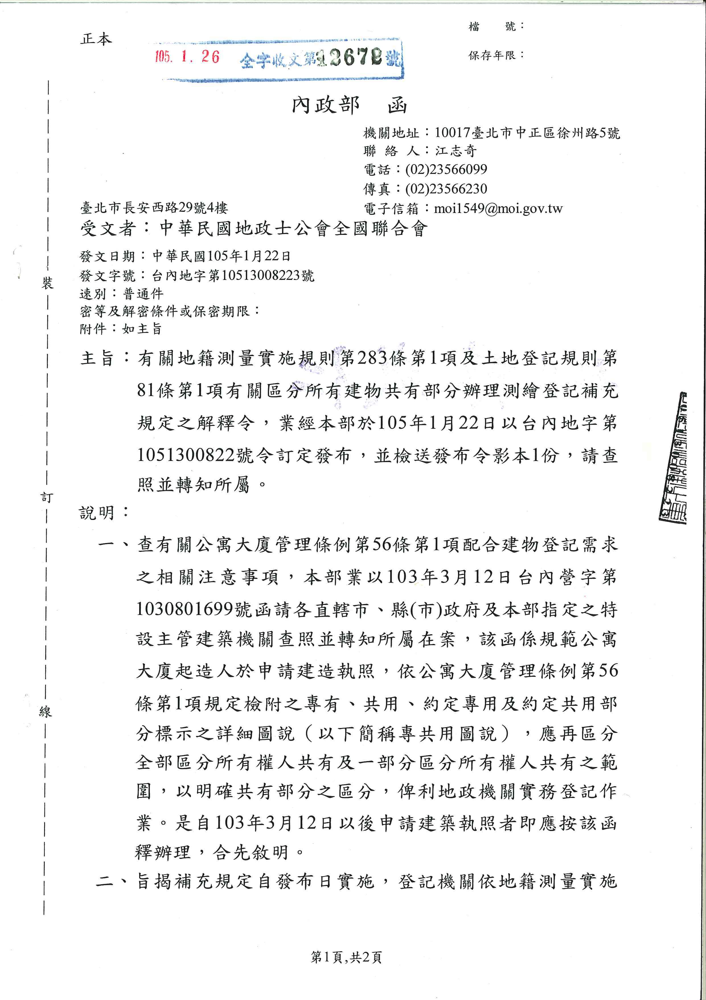 正本
檔　　號：
保存年限：
105. 1. 26　全字收文第12672號
內政部　函
機關地址：10017臺北市中正區徐州路5號
聯 絡 人：江志奇
電話：(02)23566099
傳真：(02)23566230
電子信箱：moi1549@moi.gov.tw
臺北市長安西路29號4樓
受文者：中華民國地政士公會全國聯合會
發文日期：中華民國105年1月22日
發文字號：台內地字第10513008223號
速別：普通件
密等及解密條件或保密期限：
附件：如主旨
主旨：有關地籍測量實施規則第283條第1項及土地登記規則第
81條第1項有關區分所有建物共有部分辦理測繪登記補充
規定之解釋令，業經本部於105年1月22日以台內地字第
1051300822號令訂定發布，並檢送發布令影本1份，請查
照並轉知所屬。
說明：
一、查有關公寓大廈管理條例第56條第1項配合建物登記需求
之相關注意事項，本部業以103年3月12日台內營字第
1030801699號函請各直轄市、縣(市)政府及本部指定之特
設主管建築機關查照並轉知所屬在案，該函係規範公寓
大廈起造人於申請建造執照，依公寓大廈管理條例第56
條第1項規定檢附之專有、共用、約定專用及約定共用部
分標示之詳細圖說（以下簡稱專共用圖說），應再區分
全部區分所有權人共有及一部分區分所有權人共有之範
圍，以明確共有部分之區分，俾利地政機關實務登記作
業。是自103年3月12日以後申請建築執照者即應按該函
釋辦理，合先敘明。
二、旨揭補充規定自發布日實施，登記機關依地籍測量實施
裝
訂
線
第1頁,共2頁